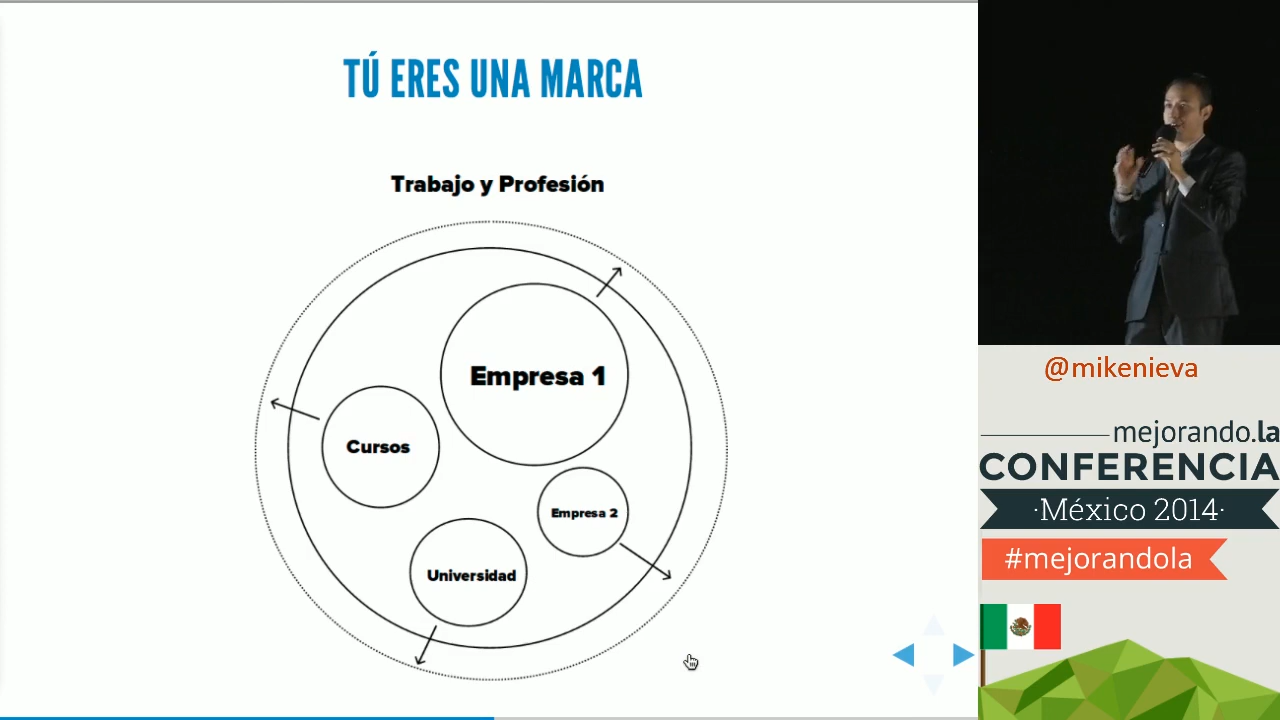 TÚ ERES UNA MARCA
Trabajo y Profesión
Empresa 1
Cursos
Empresa 2
Universidad
@mikenieva
mejorando.la
CONFERENCIA
·México 2014·
#mejorandola